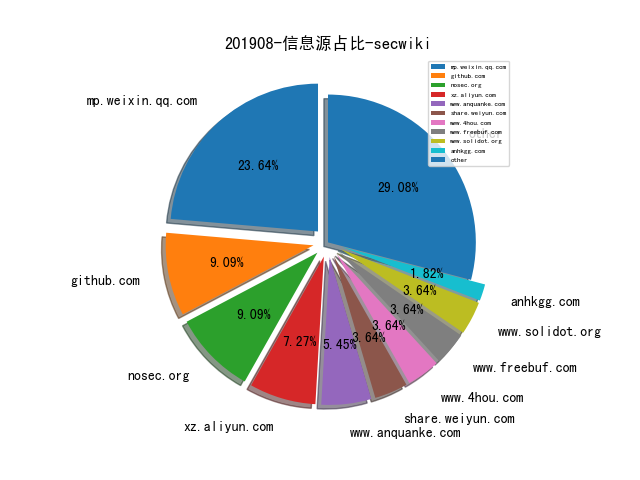 201908-信息源占比-secwiki
mp.weixin.qq.com
github.com
nosec.org
xz.aliyun.com
www.anquanke.com
share.weiyun.com
www.4hou.com
www.freebuf.com
www.solidot.org
anhkgg.com
other
mp.weixin.qq.com
other
23.64%
29.08%
9.09%
github.com
1.82%
3.64%
anhkgg.com
9.09%
3.64%
www.solidot.org
3.64%
7.27%
5.45%
3.64%
nosec.org
www.freebuf.com
www.4hou.com
xz.aliyun.com
share.weiyun.com
www.anquanke.com